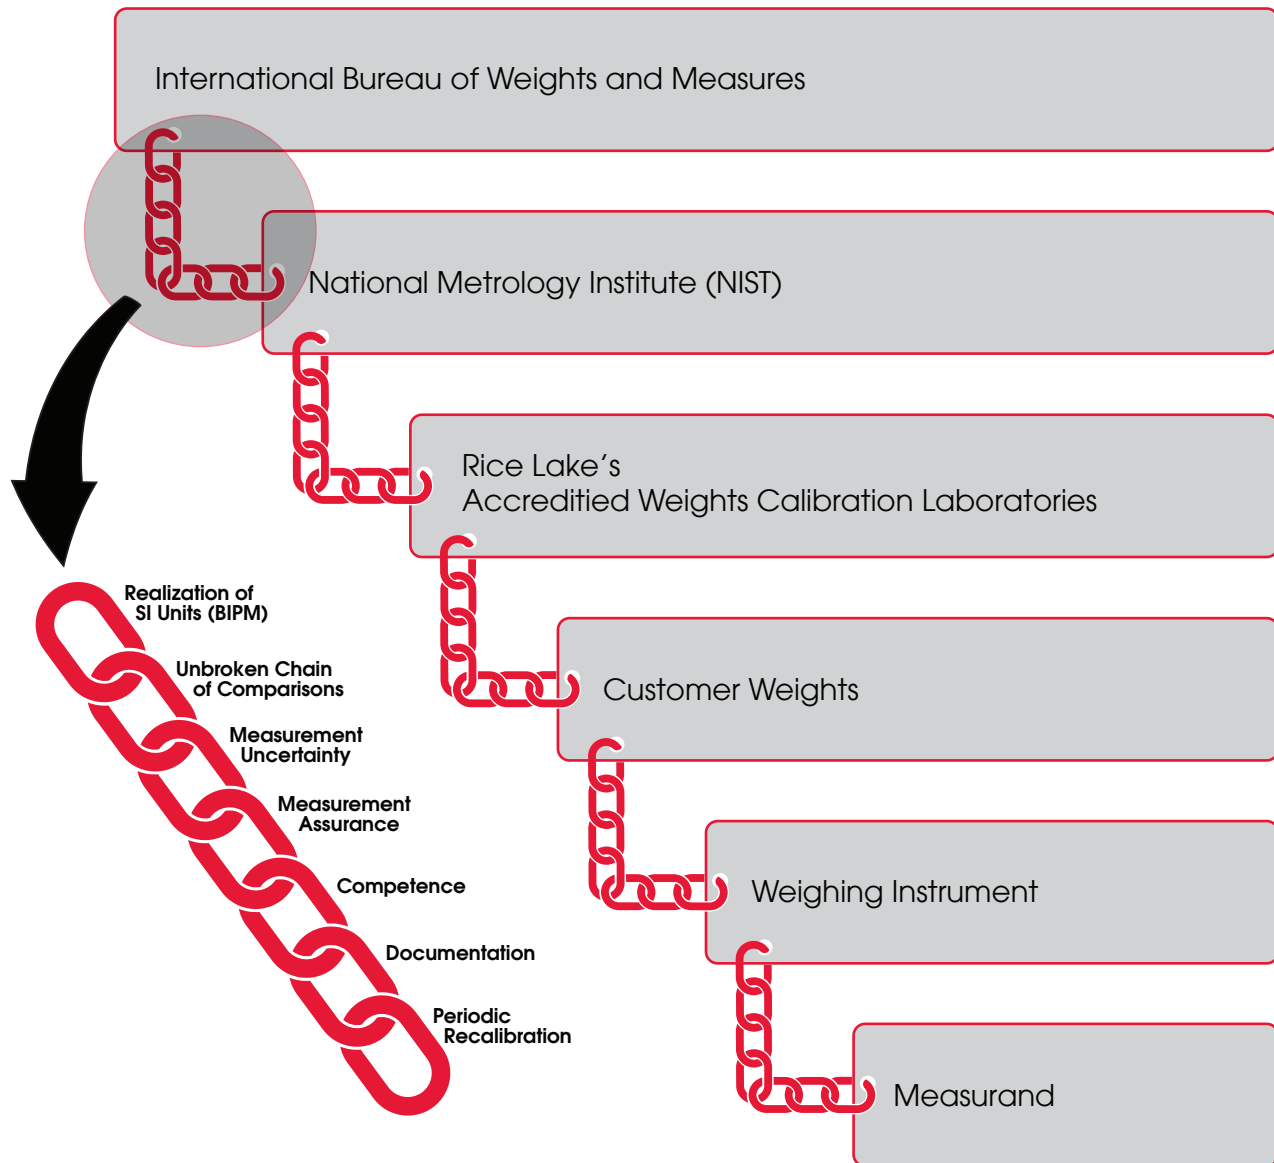 International Bureau of Weights and Measures
National Metrology Institute (NIST)
Rice Lake's
Accreditied Weights Calibration Laboratories
Customer Weights
Weighing Instrument
Measurand
Realization of
SI Units (BIPM)
Unbroken Chain
of Comparisons
Measurement
Uncertainty
Measurement
Assurance
Competence
Documentation
Periodic
Recalibration